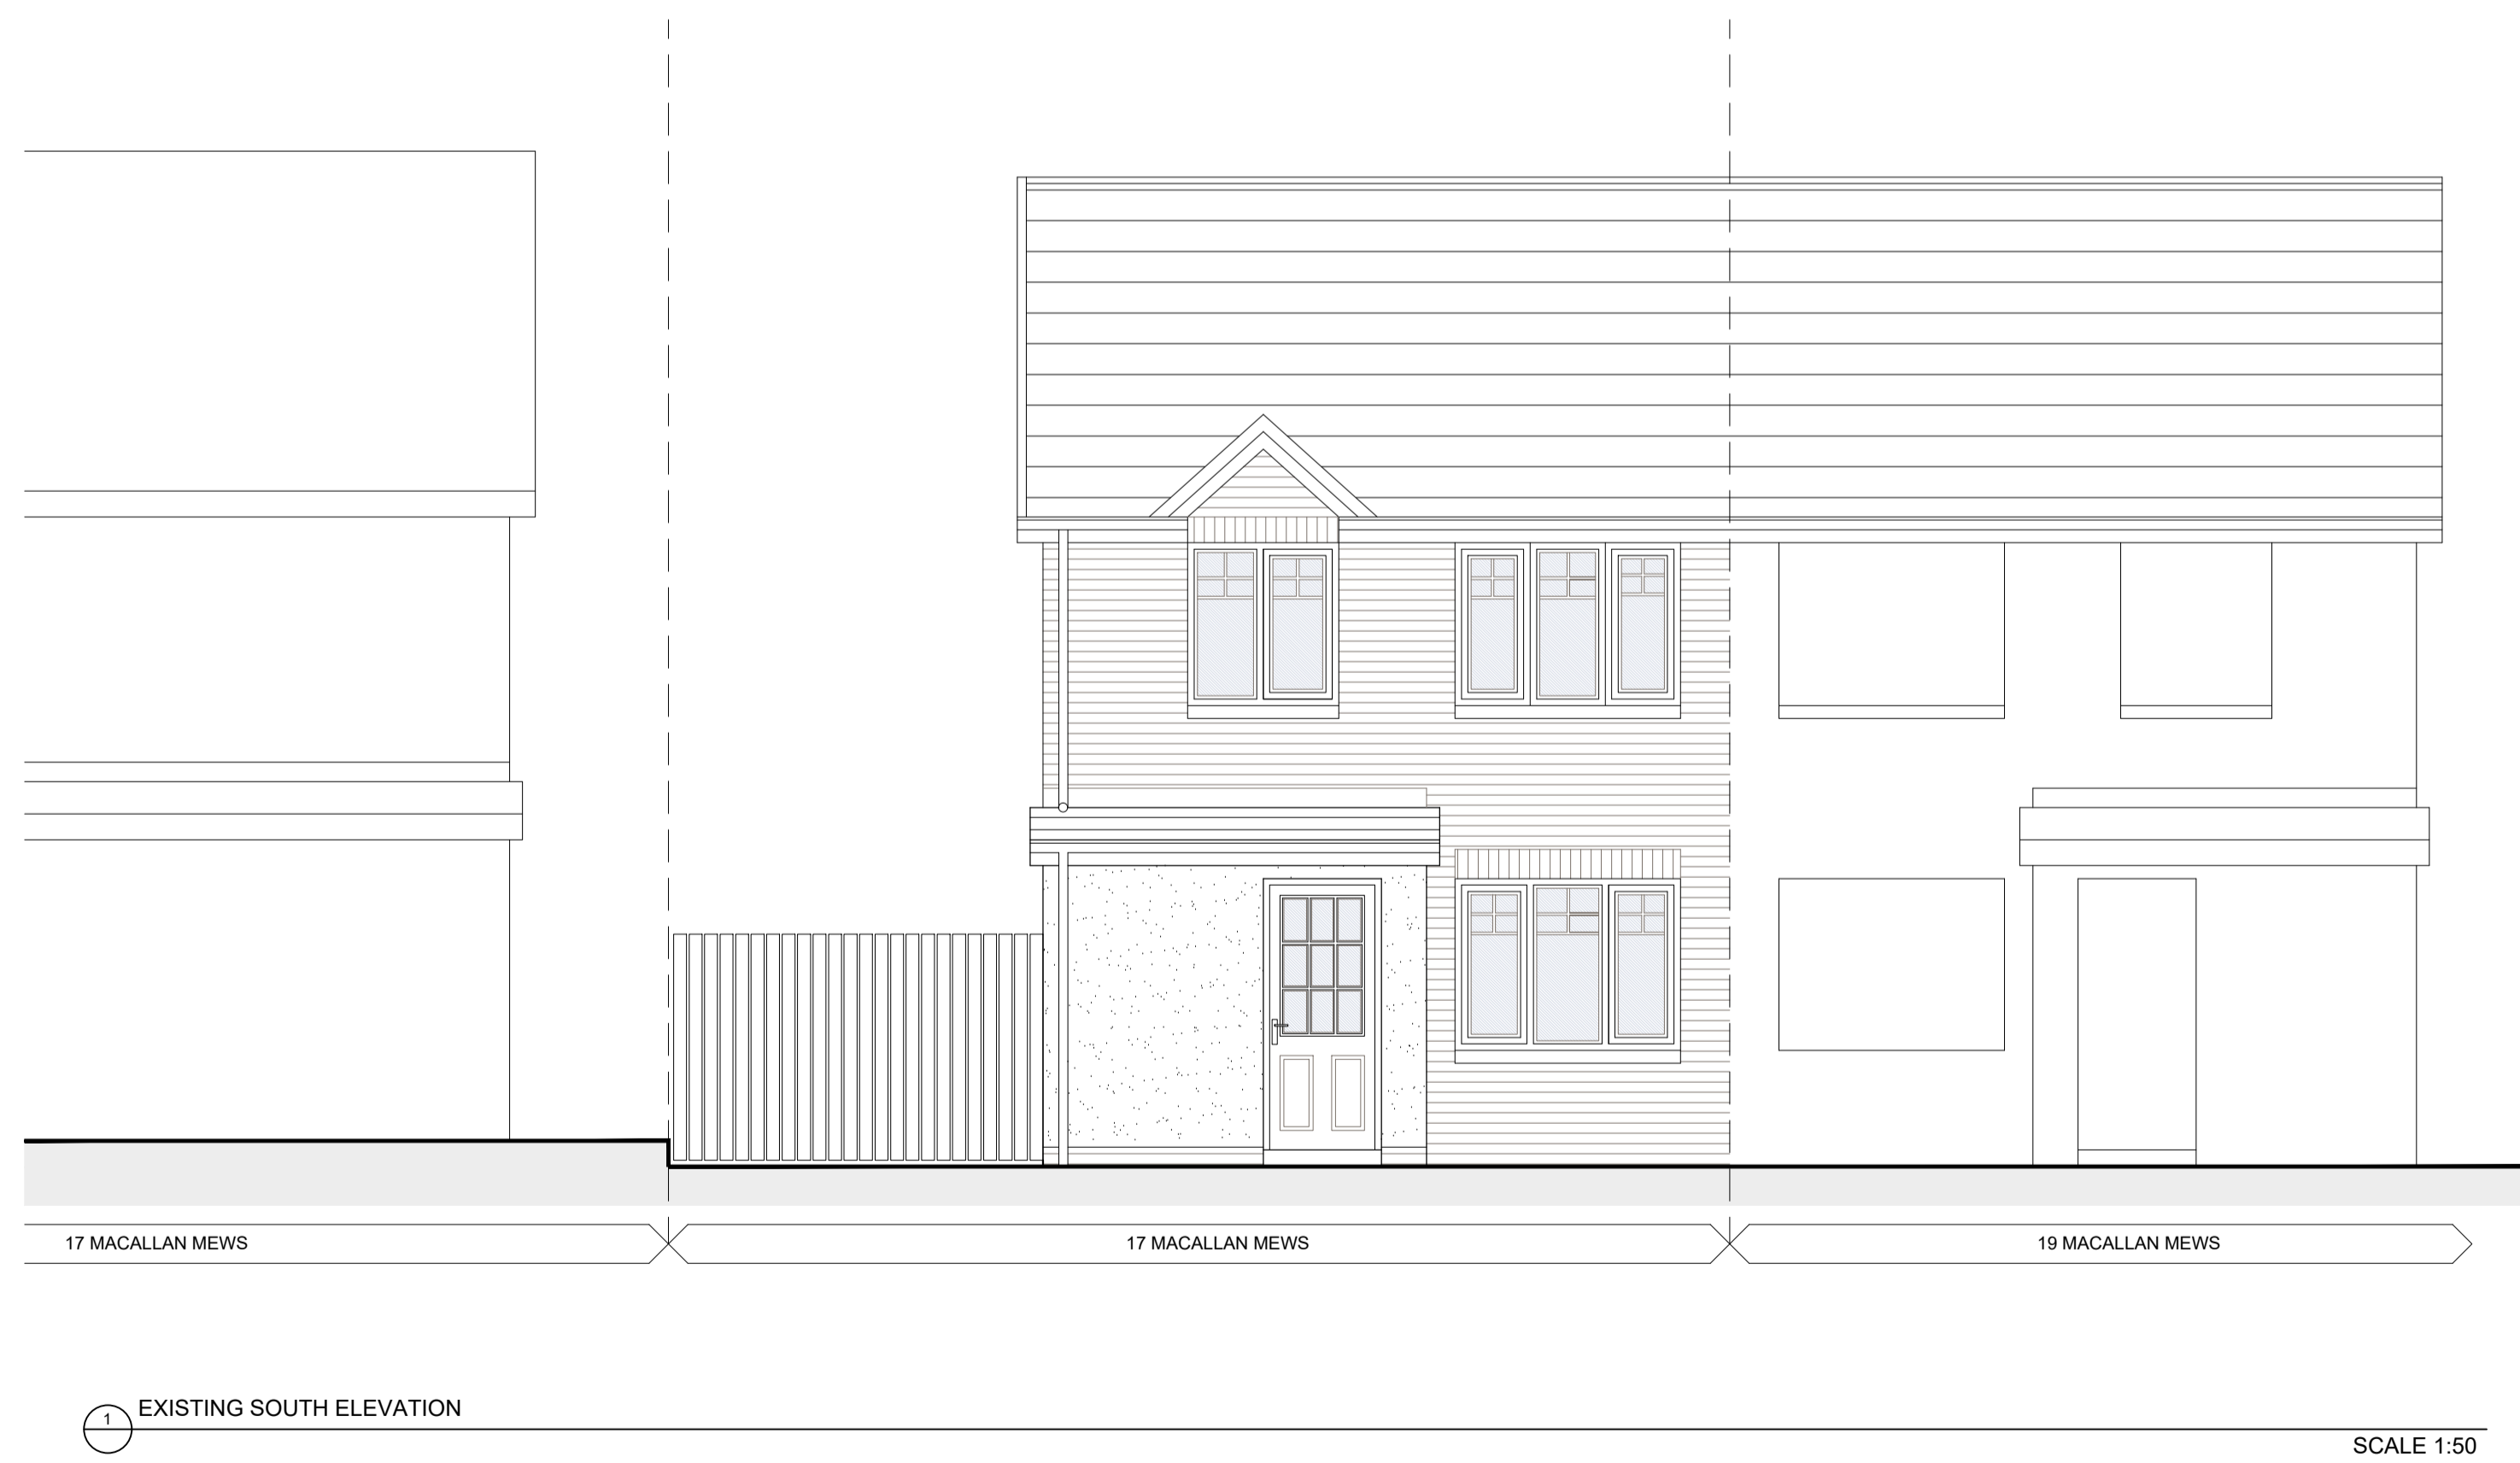 17 MACALLAN MEWS
17 MACALLAN MEWS
19 MACALLAN MEWS
1
EXISTING SOUTH ELEVATION
SCALE 1:50